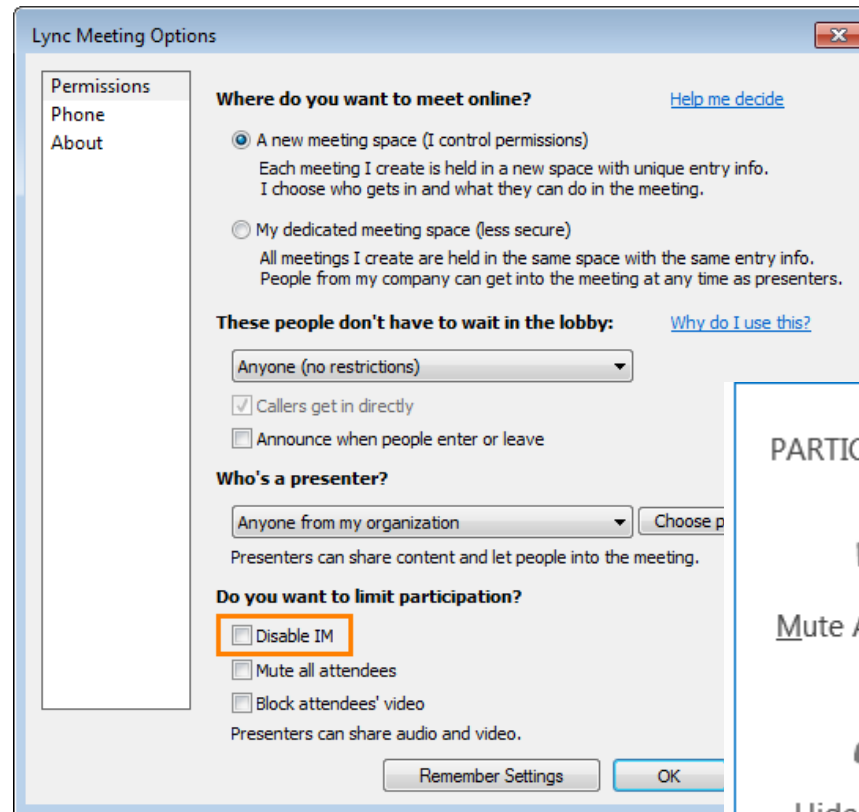 Lync Meeting Options
Permissions
Phone
About
Where do you want to meet online? Help me decide
A new meeting space (I control permissions)
Each meeting I create is held in a new space with unique entry info.
I choose who gets in and what they can do in the meeting.
My dedicated meeting space (less secure)
All meetings I create are held in the same space with the same entry info.
People from my company can get into the meeting at any time as presenters.
These people don't have to wait in the lobby: Why do I use this?
Anyone (no restrictions)
Callers get in directly
Announce when people enter or leave
Who's a presenter?
Anyone from my organization Choose
Presenters can share content and let people into the meeting.
Do you want to limit participation?
Disable IM
Mute all attendees
Block attendees' video
Presenters can share audio and video.
Remember Settings OK
Mute